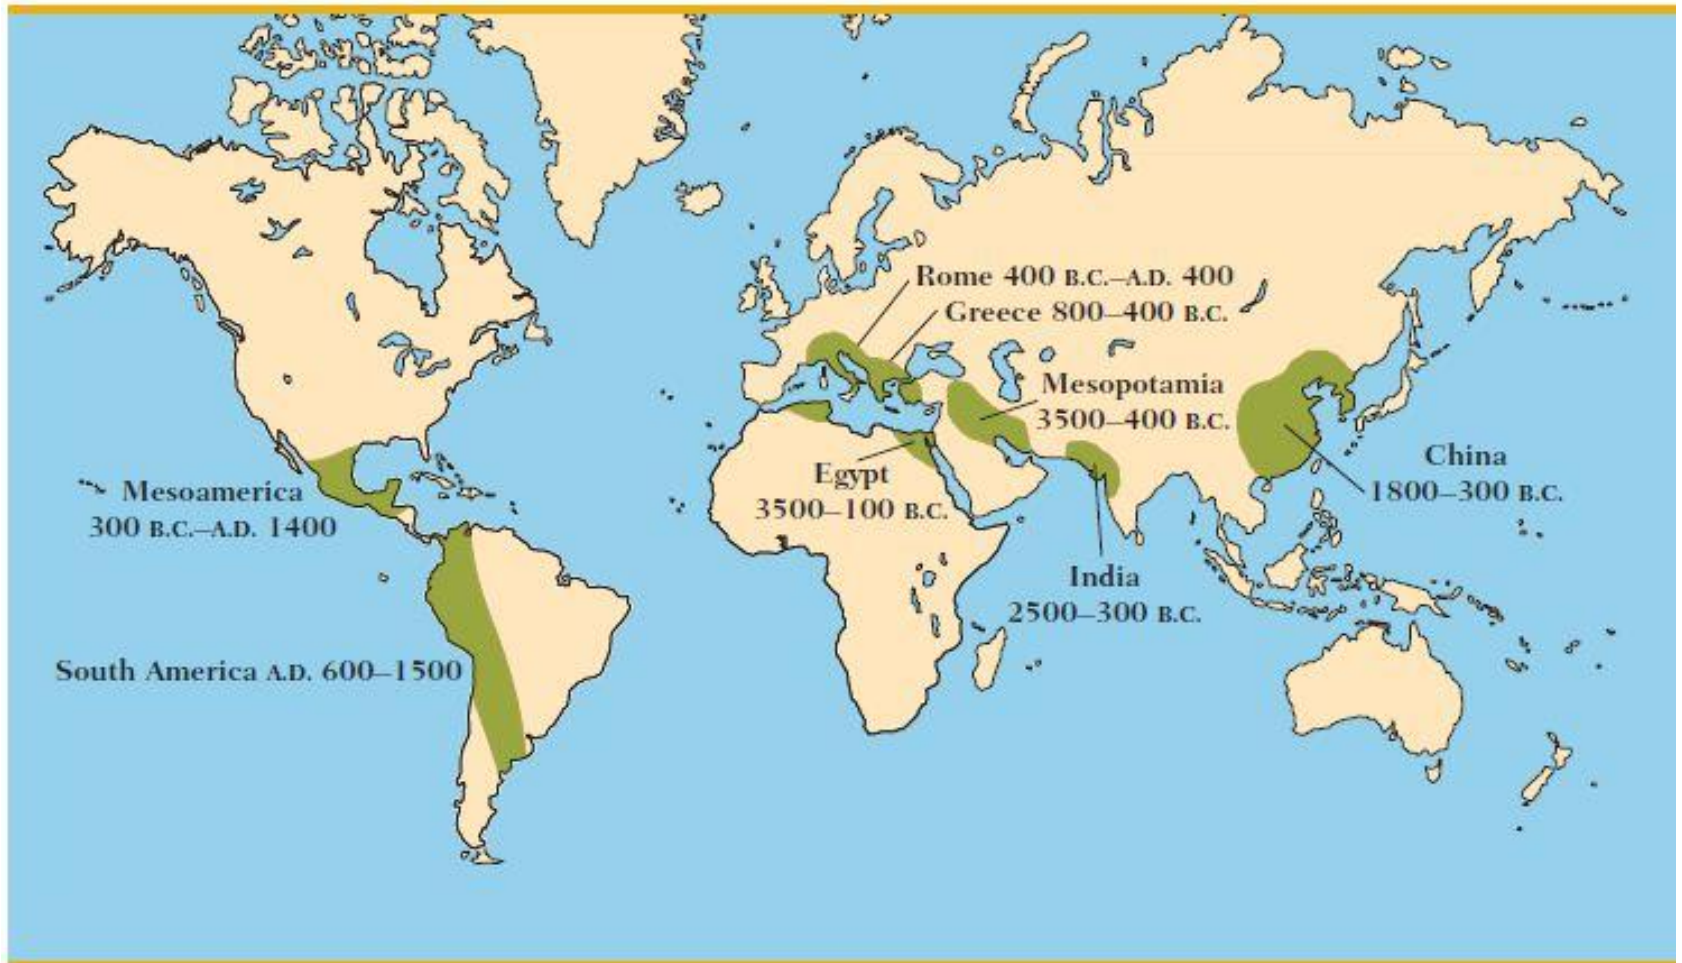 Rome 400 B.C.–A.D. 400
Greece 800–400 B.C.
Mesopotamia
3500–400 B.C.
Egypt
3500–100 B.C.
China
1800–300 B.C.
India
2500–300 B.C.
Mesoamerica
300 B.C.–A.D. 1400
South America A.D. 600–1500